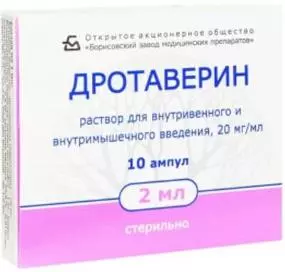 Открытое акционерное общество
«Борисовский завод медицинских препаратов»
ДРОТАВЕРИН
раствор для внутривенного и
внутримышечного введения, 20 мг/мл
10 ампул
2 мл
стерильно